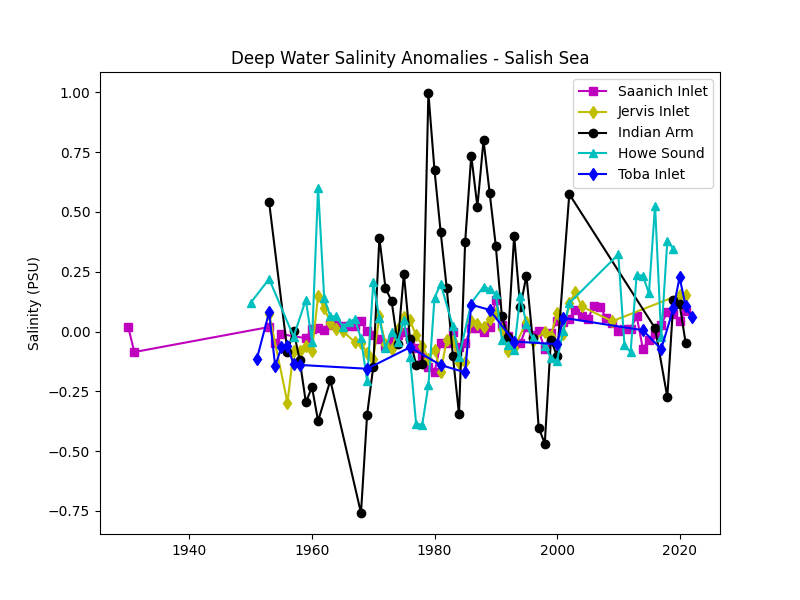 Deep Water Salinity Anomalies - Salish Sea
Saanich Inlet
Jervis Inlet
Indian Arm
Howe Sound
Toba Inlet
Salinity (PSU)
1.00
0.75
0.50
0.25
0.00
−0.25
−0.50
−0.75
1940 1960 1980 2000 2020